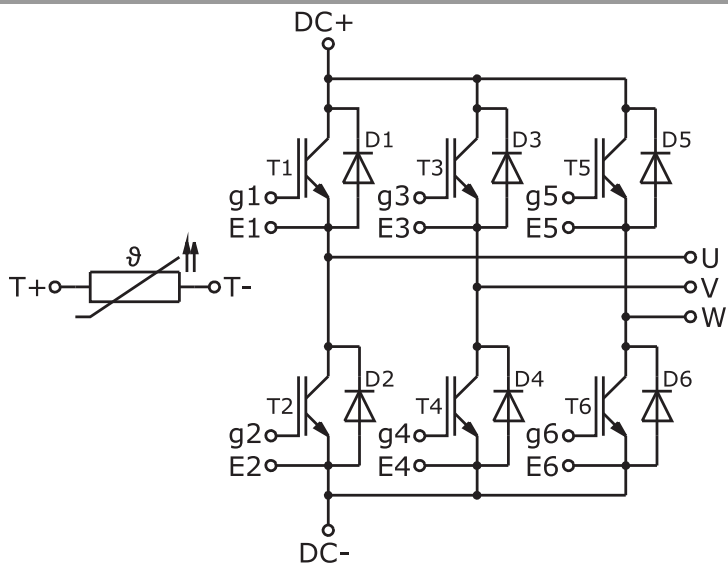 DC+
T1 D1 T3 D3 T5 D5
g1 g3 g5
E1 E3 E5
ϑ
T+ T-
U
V
W
T2 D2 T4 D4 T6 D6
g2 g4 g6
E2 E4 E6
DC-